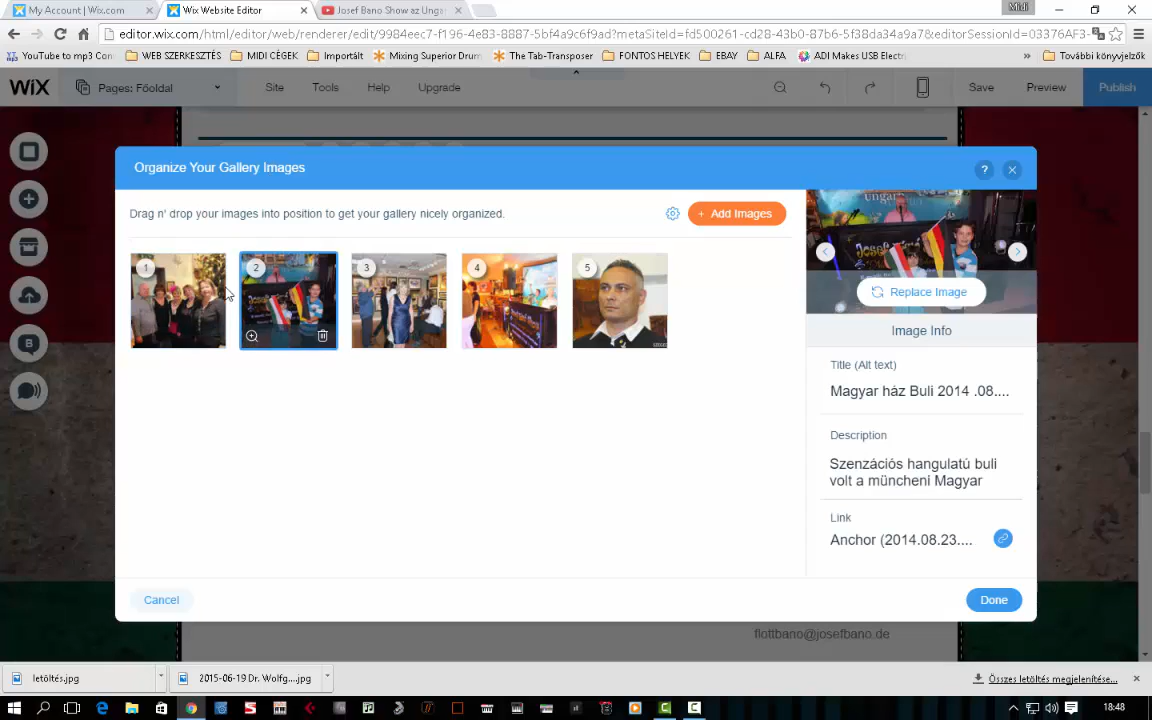 My Account | Wix.com
Wix Website Editor
Josef Bano Show az Unga
Midi
editor.wix.com/html/editor/web/renderer/edit/9984eec7-f196-4e83-8887-5bf4a9c6f9ad?metaSiteId=fd500261-cd28-43b0-87b6-5f38da34a9a7&editorSessionId=03376AF3-
YouTube to mp3 Con
WEB SZERKESZTÉS
MIDI CÉGEK
Importált
Mixing Superior Drum
The Tab-Transposer
FONTOS HELYEK
EBAY
ALFA
ADI Makes USB Electr
»
További könyvjelzők
WiX
Pages: Főoldal
Site
Tools
Help
Upgrade
Save
Preview
Publish
Organize Your Gallery Images
?
Drag n' drop your images into position to get your gallery nicely organized.
+ Add Images
1
2
3
4
5
Replace Image
Image Info
Title (Alt text)
Magyar ház Buli 2014 .08....
Description
Szenzációs hangulatú buli
volt a müncheni Magyar
Link
Anchor (2014.08.23....
Cancel
Done
flottbano@josefbano.de
letöltés.jpg
2015-06-19 Dr. Wolfg....jpg
Összes letöltés megjelenítése...
18:48